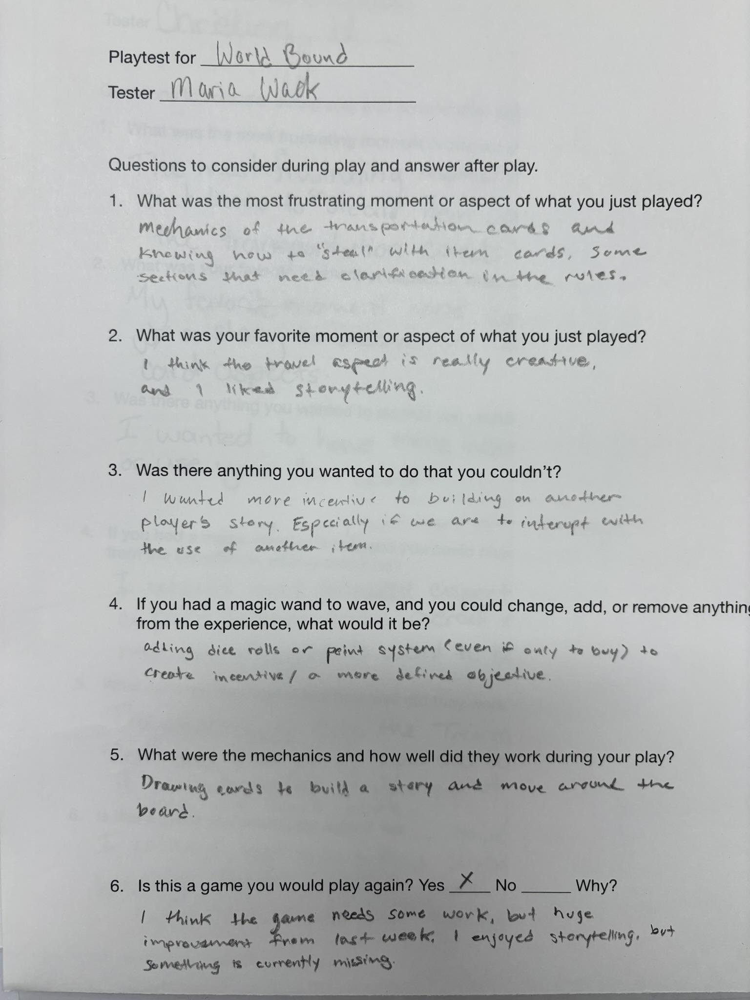 Playtest for World Bound
Tester Maria Wack
Questions to consider during play and answer after play.
1. What was the most frustrating moment or aspect of what you just played?
Mechanics of the transportation cards and
knowing how to "steal" with item cards, some
sections that need clarification in the rules.
2. What was your favorite moment or aspect of what you just played?
I think the travel aspect is really creative,
and I liked storytelling.
3. Was there anything you wanted to do that you couldn't?
I wanted more incentive to building on another
player's story. Especially if we are to interupt with
the use of another item.
4. If you had a magic wand to wave, and you could change, add, or remove anything
from the experience, what would it be?
adding dice rolls or point system (even if only to buy) to
create incentive/ a more defined objective.
5. What were the mechanics and how well did they work during your play?
Drawing cards to build a story and move around the
board.
6. Is this a game you would play again? Yes X No ____ Why?
I think the game needs some work, but huge
improvement from last week. I enjoyed storytelling, but
something is currently missing.